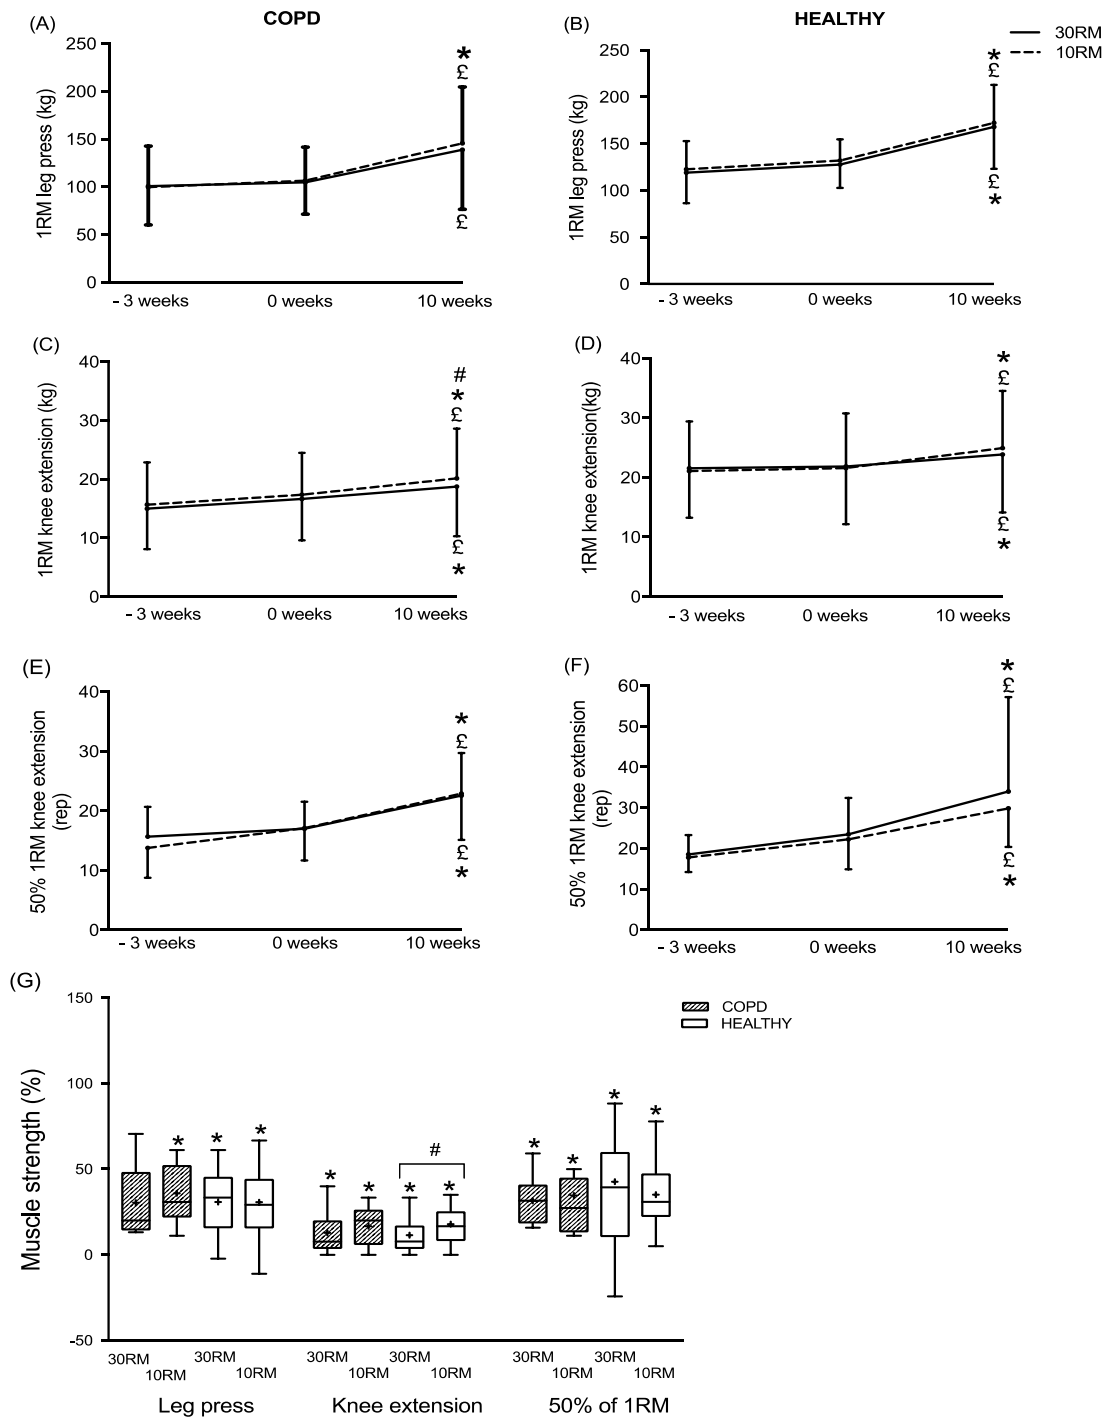 (A)
COPD
(B)
HEALTHY
30RM
10RM
1RM leg press (kg)
250
200
150
100
50
0
*
£
£
- 3 weeks
0 weeks
10 weeks
1RM leg press (kg)
250
200
150
100
50
0
*
£
£
*
- 3 weeks
0 weeks
10 weeks
(C)
1RM knee extension (kg)
40
30
20
10
0
#
*
£
£
*
- 3 weeks
0 weeks
10 weeks
(D)
1RM knee extension(kg)
40
30
20
10
0
*
£
£
*
- 3 weeks
0 weeks
10 weeks
(E)
50% 1RM knee extension
(rep)
40
30
20
10
0
*
£
£
*
- 3 weeks
0 weeks
10 weeks
(F)
50% 1RM knee extension
(rep)
60
50
40
30
20
10
0
*
£
£
*
- 3 weeks
0 weeks
10 weeks
(G)
COPD
HEALTHY
Muscle strength (%)
150
100
50
0
-50
* * *
* * * *
#
* * * *
30RM 10RM 30RM 10RM
30RM 10RM 30RM 10RM
30RM 10RM 30RM 10RM
Leg press
Knee extension
50% of 1RM